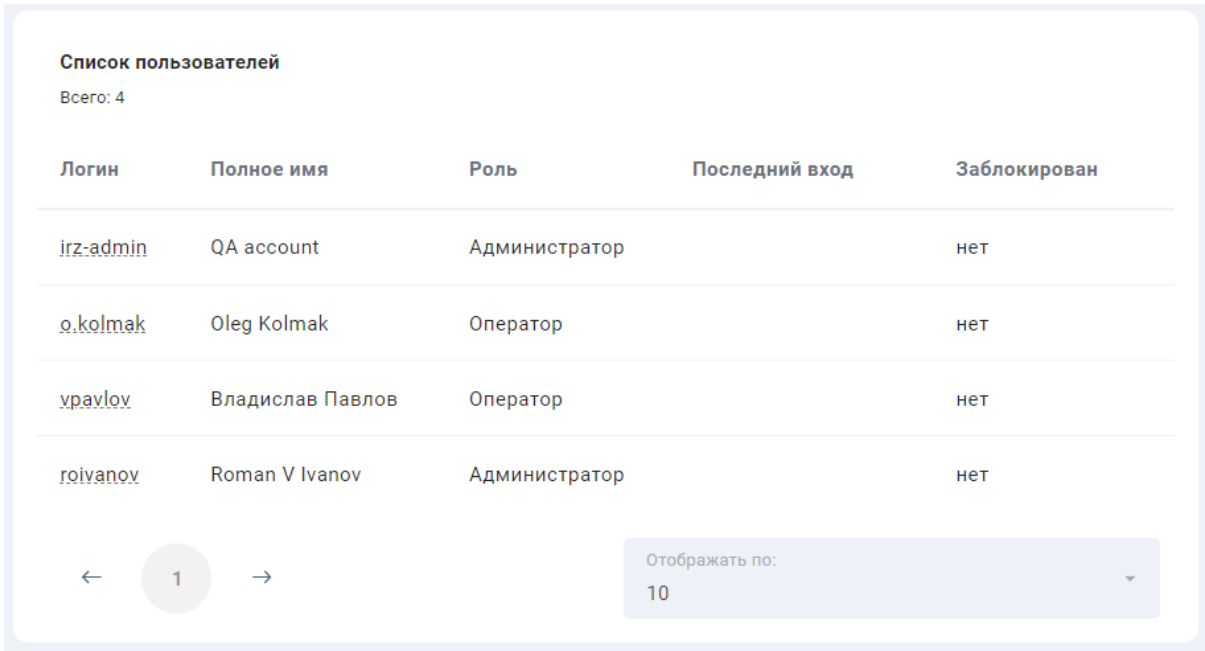 Список пользователей
Всего: 4
Логин Полное имя Роль Последний вход Заблокирован
irz-admin QA account Администратор нет
o.kolmak Oleg Kolmak Оператор нет
vpavlov Владислав Павлов Оператор нет
roivanov Roman V Ivanov Администратор нет
← 1 →
Отображать по:
10